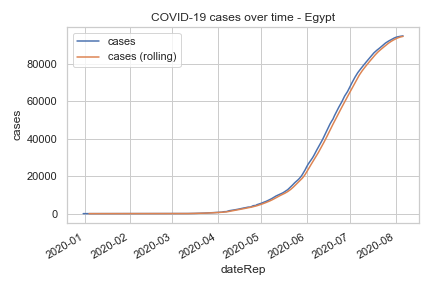 COVID-19 cases over time - Egypt
cases
cases (rolling)
cases
80000
60000
40000
20000
0
2020-01
2020-02
2020-03
2020-04
2020-05
2020-06
2020-07
2020-08
dateRep